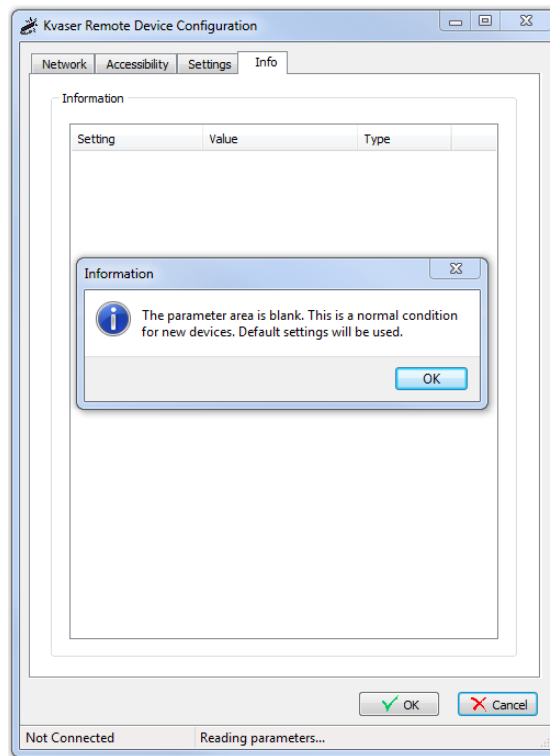 Kvaser Remote Device Configuration
Network Accessibility Settings Info
Information
Setting Value Type
Information
The parameter area is blank. This is a normal condition
for new devices. Default settings will be used.
OK
OK Cancel
Not Connected Reading parameters...